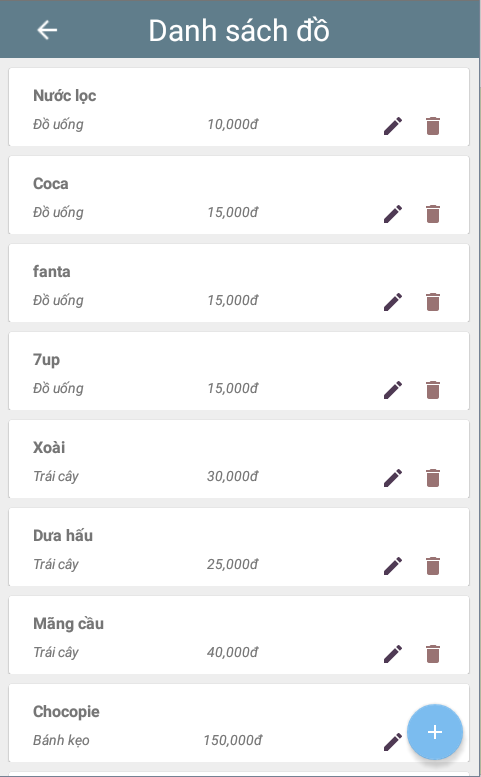 Danh sách đồ
Nước lọc
Đồ uống 10,000đ
Coca
Đồ uống 15,000đ
fanta
Đồ uống 15,000đ
7up
Đồ uống 15,000đ
Xoài
Trái cây 30,000đ
Dưa hấu
Trái cây 25,000đ
Mãng cầu
Trái cây 40,000đ
Chocopie
Bánh kẹo 150,000đ